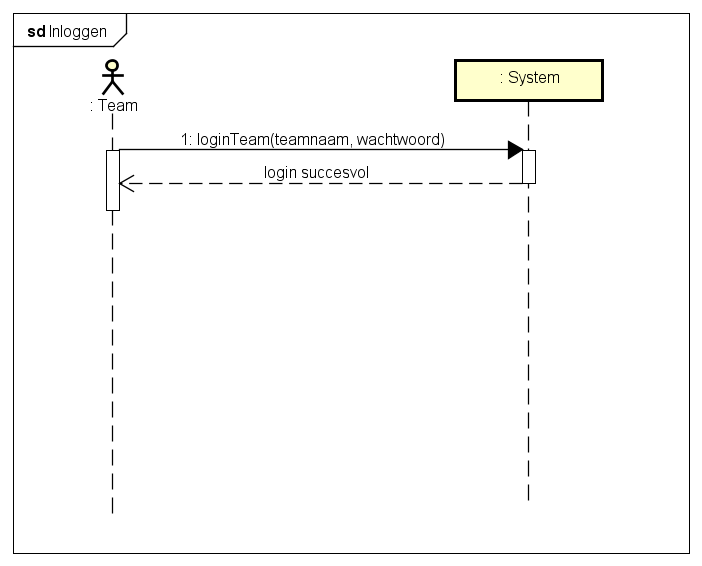 sd Inloggen
: Team
: System
1: loginTeam(teamnaam, wachtwoord)
login succesvol